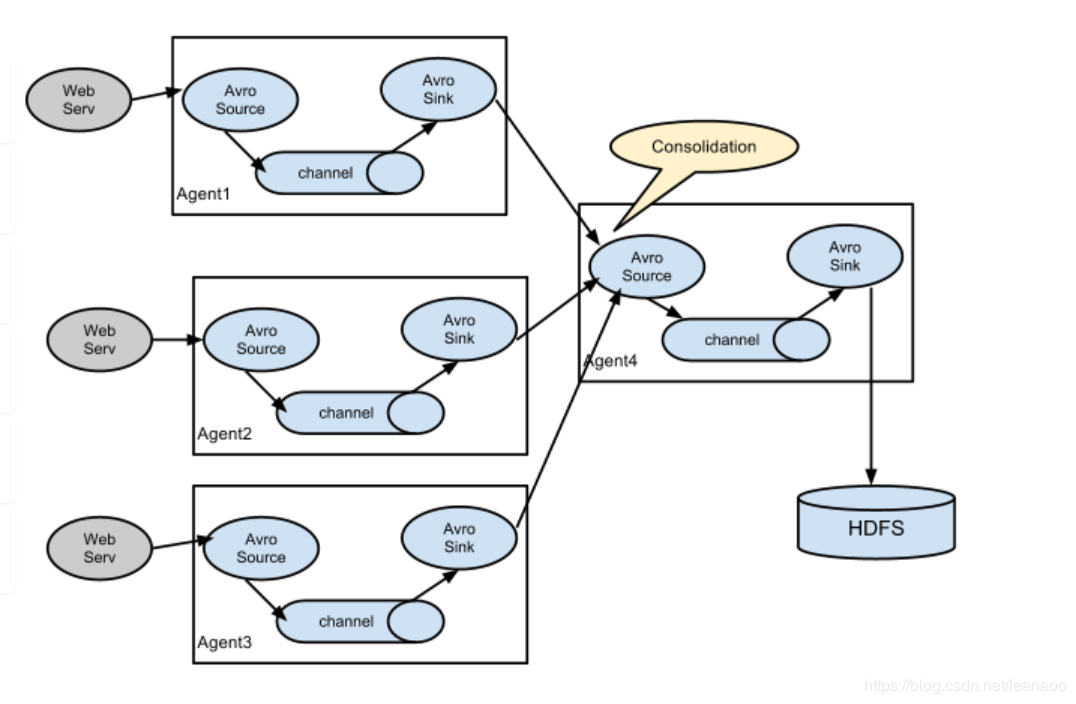 Web
Serv
Avro
Source
Avro
Sink
channel
Agent1
Consolidation
Avro
Source
Avro
Sink
channel
Agent4
Web
Serv
Avro
Source
Avro
Sink
channel
Agent2
HDFS
Web
Serv
Avro
Source
Avro
Sink
channel
Agent3
https://blog.csdn.net/leanaoo